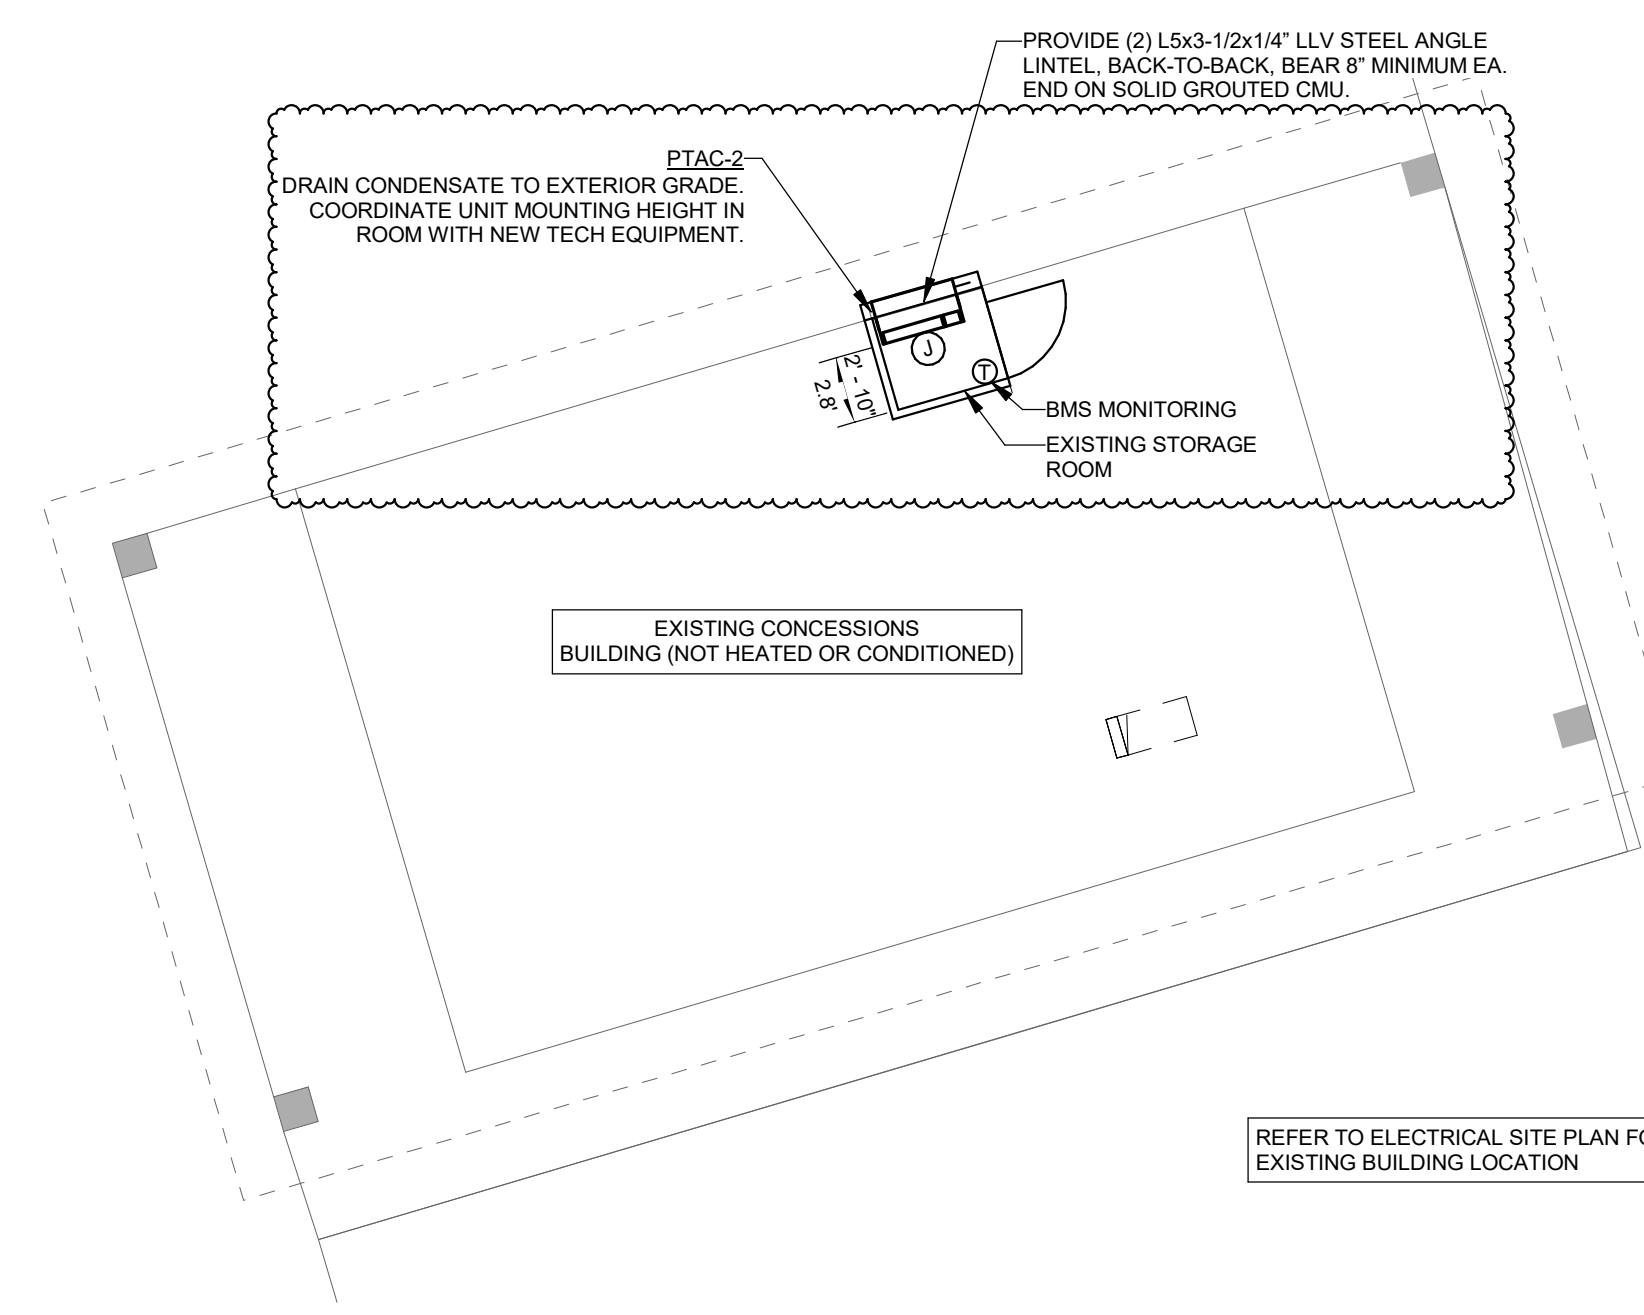 PROVIDE (2) L5x3-1/2x1/4” LLV STEEL ANGLE
LINTEL, BACK-TO-BACK, BEAR 8” MINIMUM EA.
END ON SOLID GROUTED CMU.
PTAC-2
DRAIN CONDENSATE TO EXTERIOR GRADE.
COORDINATE UNIT MOUNTING HEIGHT IN
ROOM WITH NEW TECH EQUIPMENT.
J
T
2' - 10"
2.8'
BMS MONITORING
EXISTING STORAGE
ROOM
EXISTING CONCESSIONS
BUILDING (NOT HEATED OR CONDITIONED)
REFER TO ELECTRICAL SITE PLAN
EXISTING BUILDING LOCATION